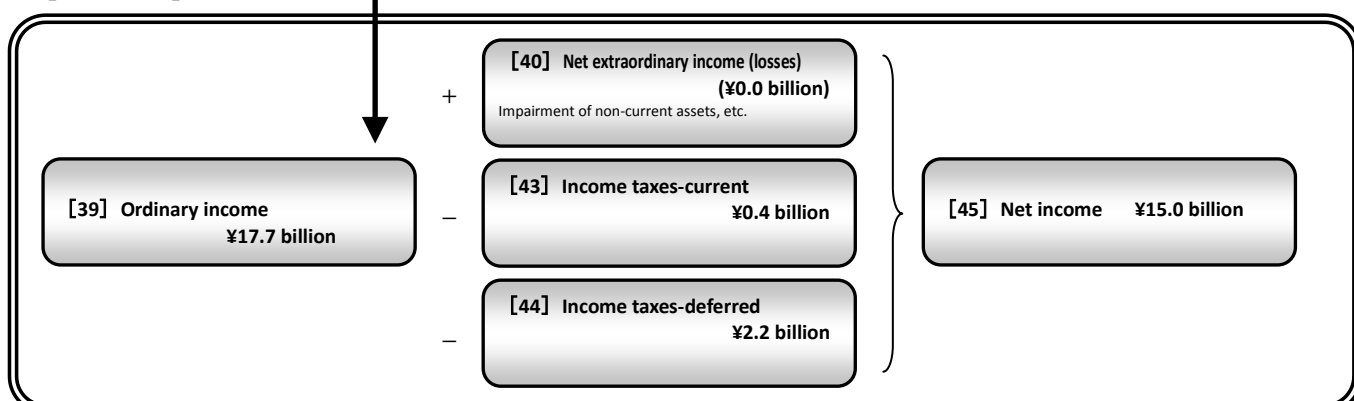 [39] Ordinary income
¥17.7 billion
+
[40] Net extraordinary income (losses)
(¥0.0 billion)
Impairment of non-current assets, etc.
−
[43] Income taxes-current
¥0.4 billion
−
[44] Income taxes-deferred
¥2.2 billion
[45] Net income ¥15.0 billion